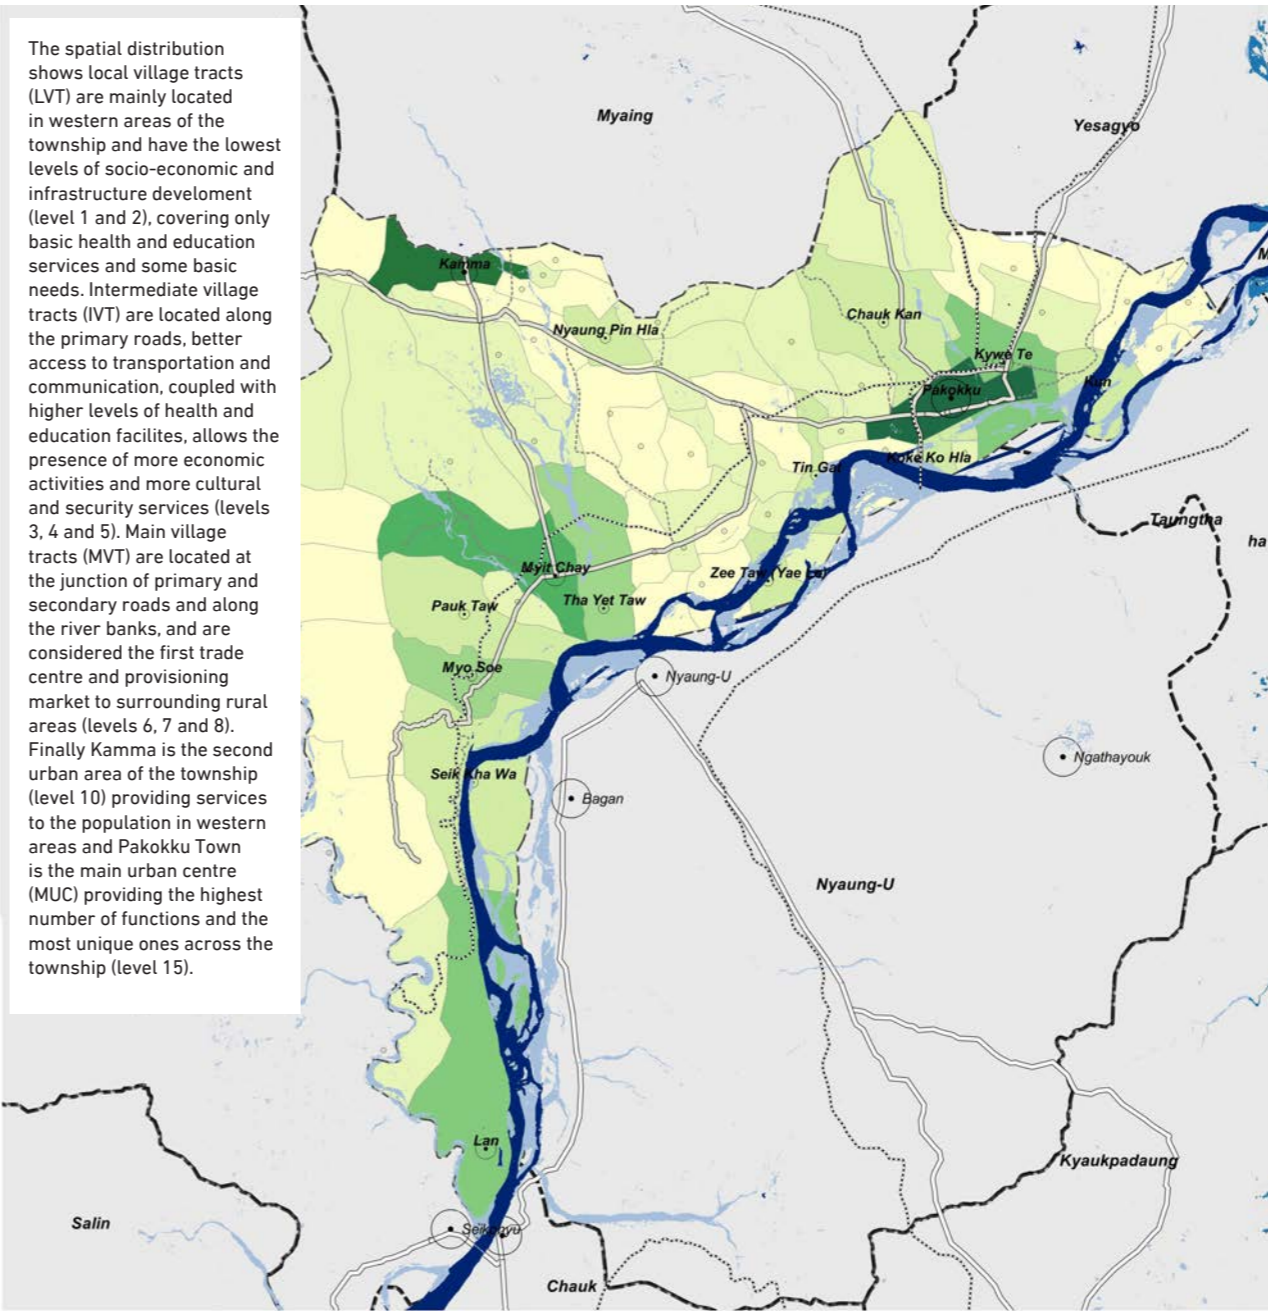 The spatial distribution
shows local village tracts
(LVT) are mainly located
in western areas of the
township and have the lowest
levels of socio-economic and
infrastructure develoment
(level 1 and 2), covering only
basic health and education
services and some basic
needs. Intermediate village
tracts (IVT) are located along
the primary roads, better
access to transportation and
communication, coupled with
higher levels of health and
education facilites, allows the
presence of more economic
activities and more cultural
and security services (levels
3, 4 and 5). Main village
tracts (MVT) are located at
the junction of primary and
secondary roads and along
the river banks, and are
considered the first trade
centre and provisioning
market to surrounding rural
areas (levels 6, 7 and 8).
Finally Kamma is the second
urban area of the township
(level 10) providing services
to the population in western
areas and Pakokku Town
is the main urban centre
(MUC) providing the highest
number of functions and the
most unique ones across the
township (level 15).
Myaing
Yesagyo
M
Kamma
Nyaung Pin Hla
Chauk Kan
Kywe Te
Pakokku
Kun
Koke Ko Hla
Tin Gat
Taungtha
ha
Myit Chay
Zee Taw (Yae
Tha Yet Taw
Pauk Taw
Myo Soe
Nyaung-U
Ngathayouk
Seik Kha Wa
Bagan
Nyaung-U
Lan
Kyaukpadaung
Salin
Chauk